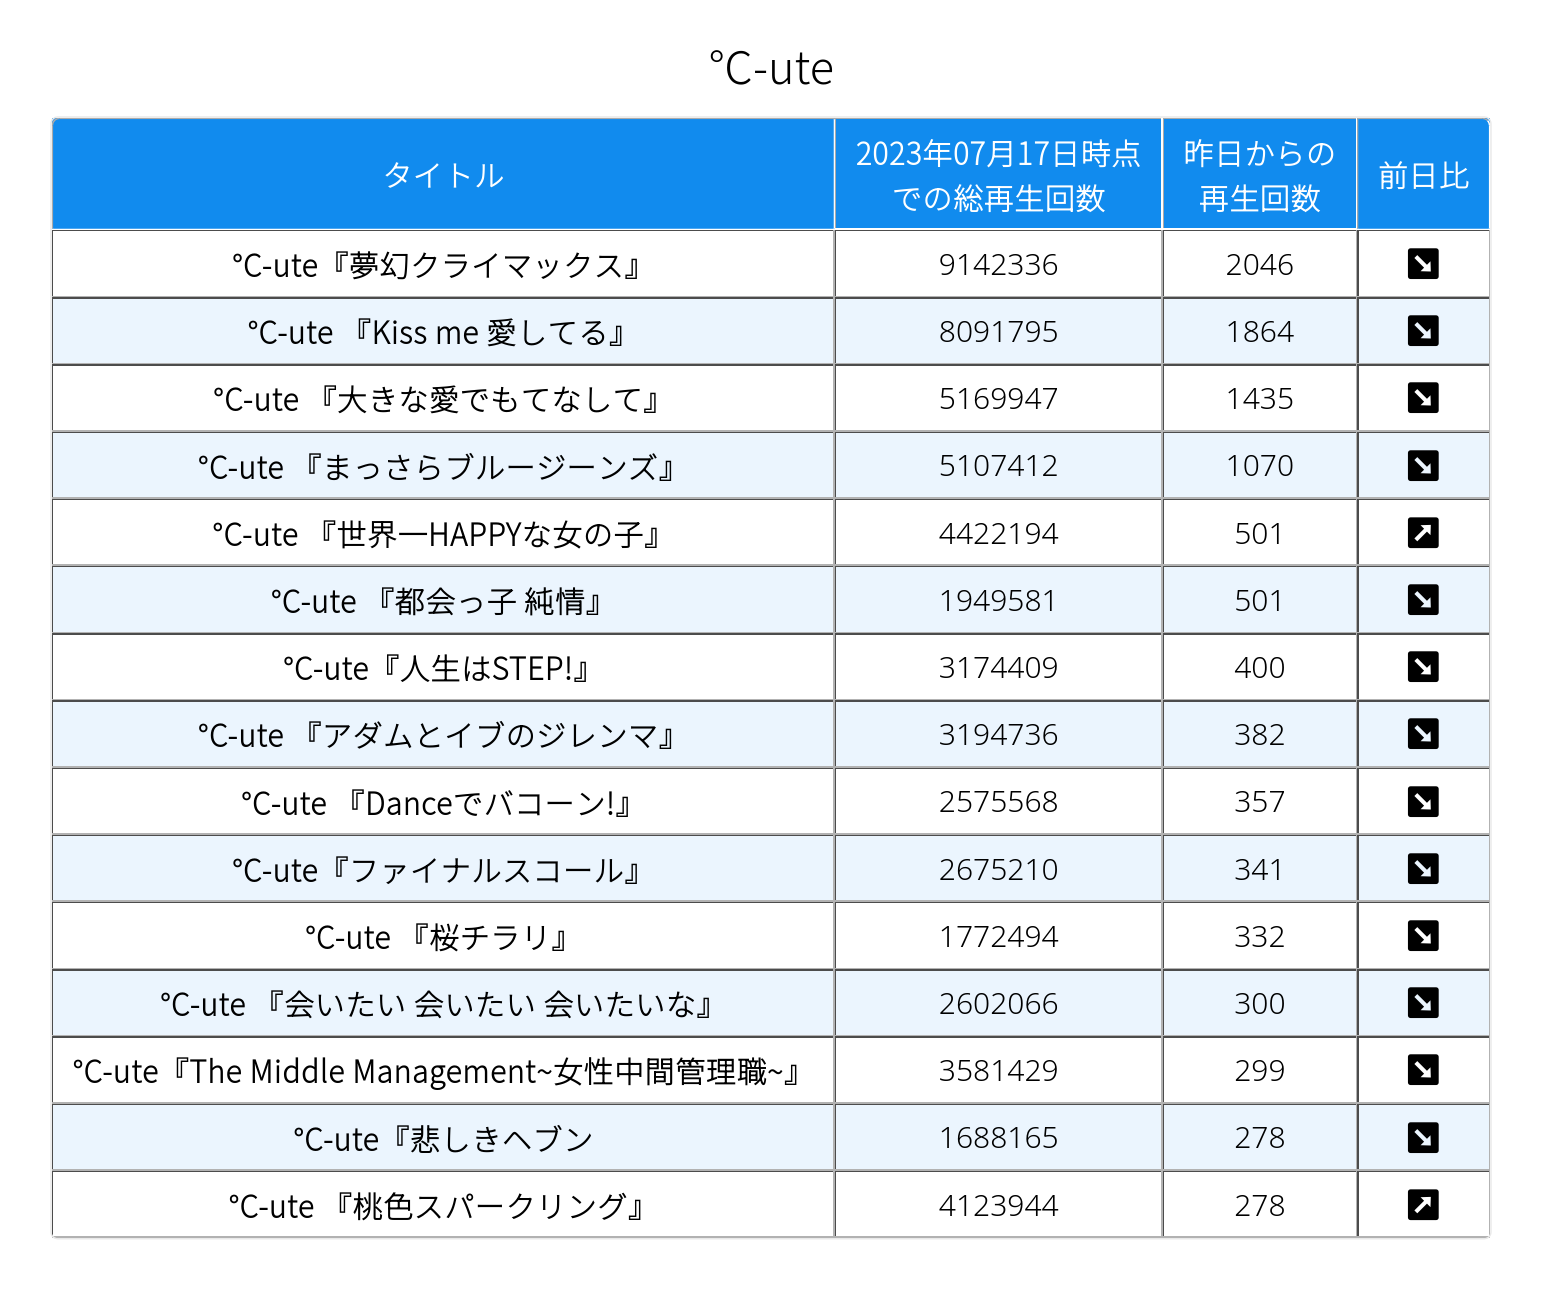 ℃-ute
タイトル 2023年07月17日時点での総再生回数 昨日からの再生回数 前日比
℃-ute『夢幻クライマックス』 9142336 2046 ↘
℃-ute 『Kiss me 愛してる』 8091795 1864 ↘
℃-ute 『大きな愛でもてなして』 5169947 1435 ↘
℃-ute 『まっさらブルージーンズ』 5107412 1070 ↘
℃-ute 『世界一HAPPYな女の子』 4422194 501 ↗
℃-ute 『都会っ子 純情』 1949581 501 ↘
℃-ute『人生はSTEP!』 3174409 400 ↘
℃-ute 『アダムとイブのジレンマ』 3194736 382 ↘
℃-ute 『Danceでバコーン!』 2575568 357 ↘
℃-ute『ファイナルスコール』 2675210 341 ↘
℃-ute 『桜チラリ』 1772494 332 ↘
℃-ute 『会いたい 会いたい 会いたいな』 2602066 300 ↘
℃-ute『The Middle Management~女性中間管理職~』 3581429 299 ↘
℃-ute『悲しきヘブン 1688165 278 ↘
℃-ute 『桃色スパークリング』 4123944 278 ↗